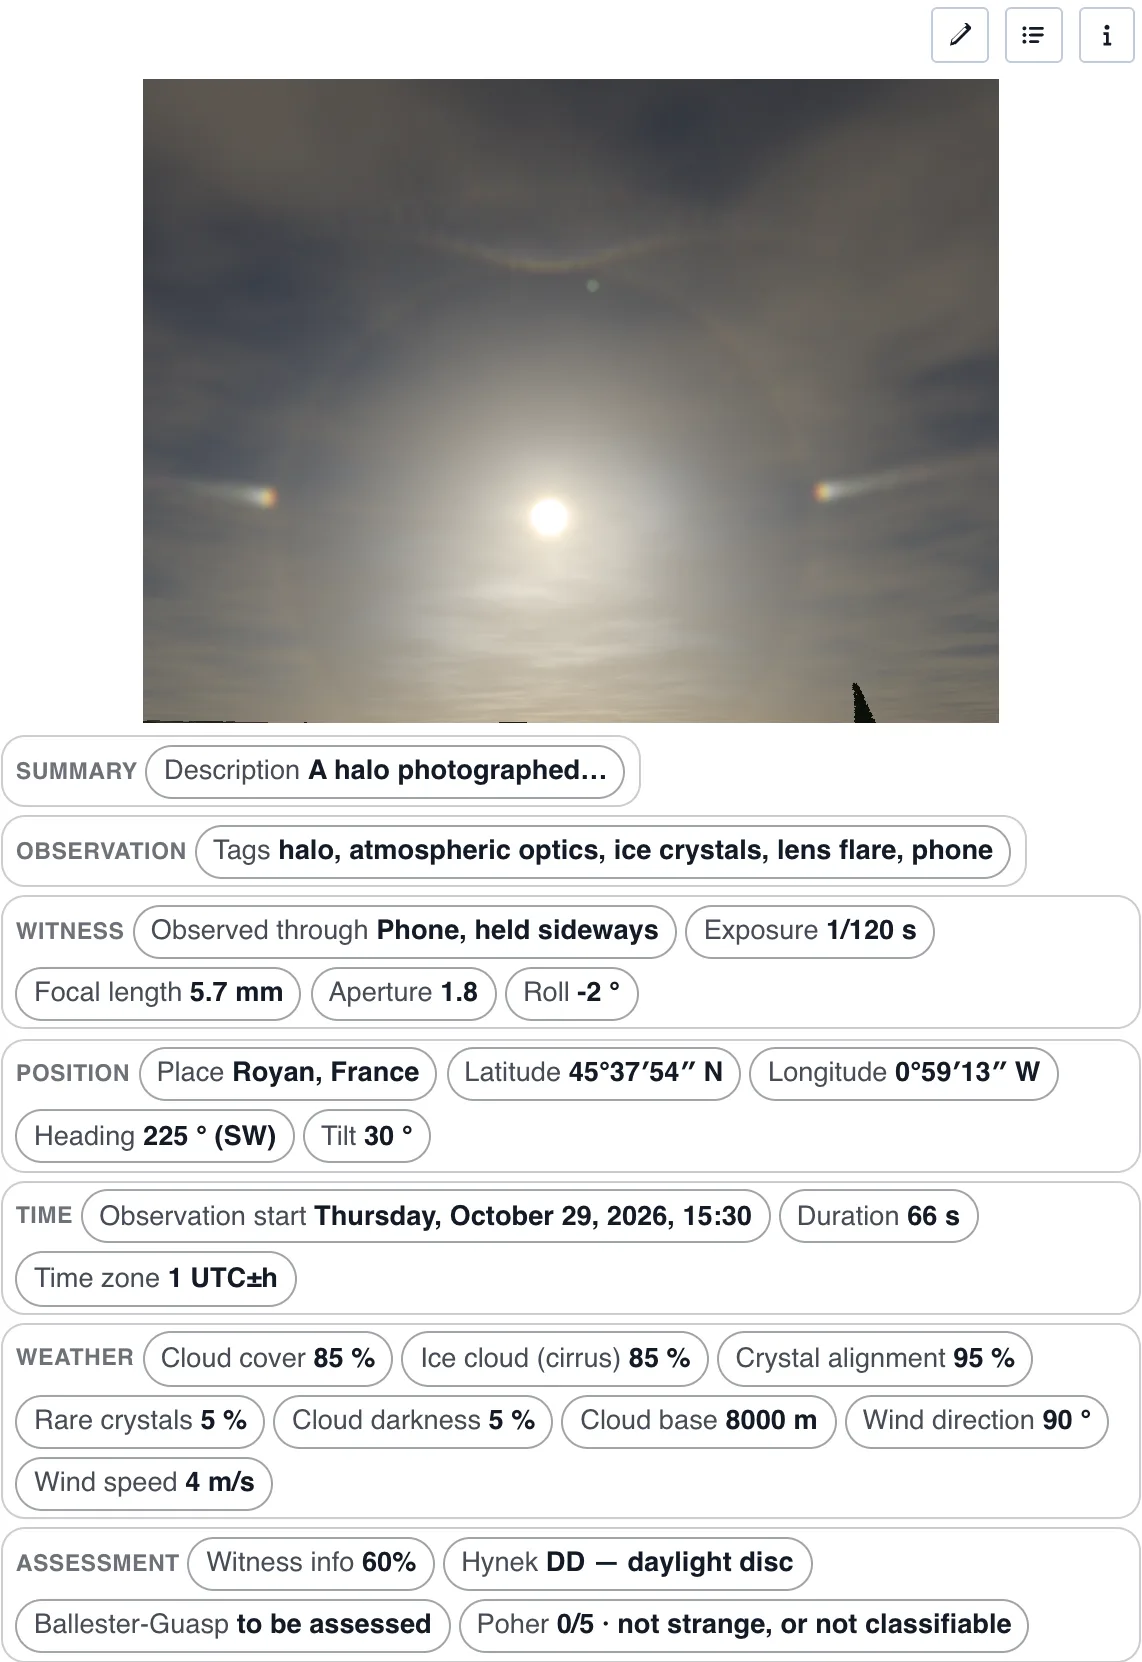 SUMMARY Description A halo photographed…
OBSERVATION Tags halo, atmospheric optics, ice crystals, lens flare, phone
WITNESS Observed through Phone, held sideways Exposure 1/120 s
Focal length 5.7 mm Aperture 1.8 Roll -2 °
POSITION Place Royan, France Latitude 45°37′54″ N Longitude 0°59′13″ W
Heading 225 ° (SW) Tilt 30 °
TIME Observation start Thursday, October 29, 2026, 15:30 Duration 66 s
Time zone 1 UTC±h
WEATHER Cloud cover 85 % Ice cloud (cirrus) 85 % Crystal alignment 95 %
Rare crystals 5 % Cloud darkness 5 % Cloud base 8000 m Wind direction 90 °
Wind speed 4 m/s
ASSESSMENT Witness info 60% Hynek DD — daylight disc
Ballester-Guasp to be assessed Poher 0/5 · not strange, or not classifiable